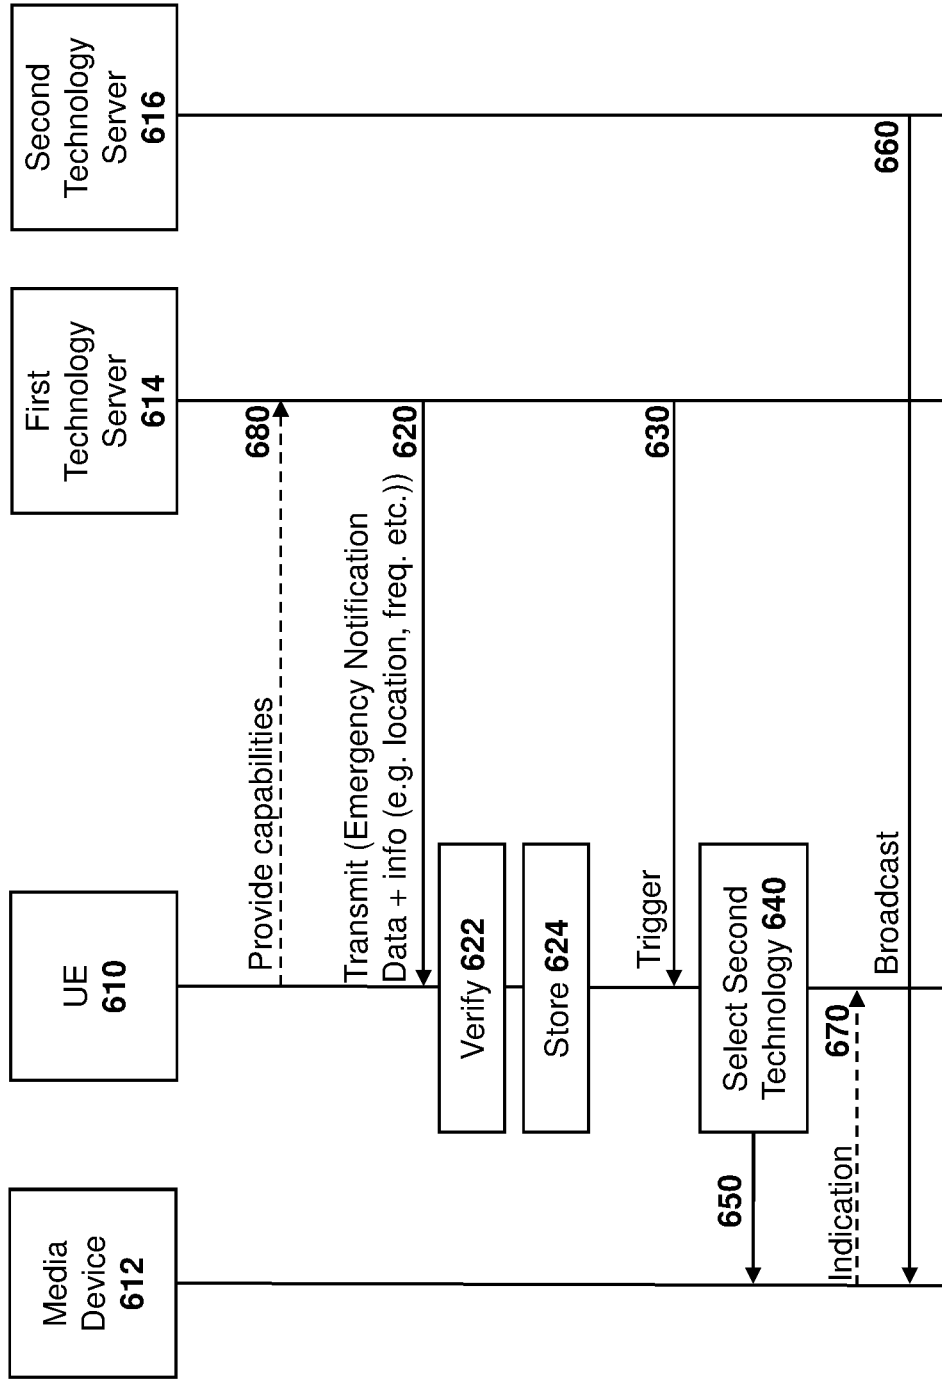 Media
Device
612
UE
610
First
Technology
Server
614
Second
Technology
Server
616
Provide capabilities
680
Transmit (Emergency Notification
Data + info (e.g. location, freq. etc.))
620
Verify 622
Store 624
Trigger
630
Select Second
Technology 640
650
Indication
670
Broadcast
660